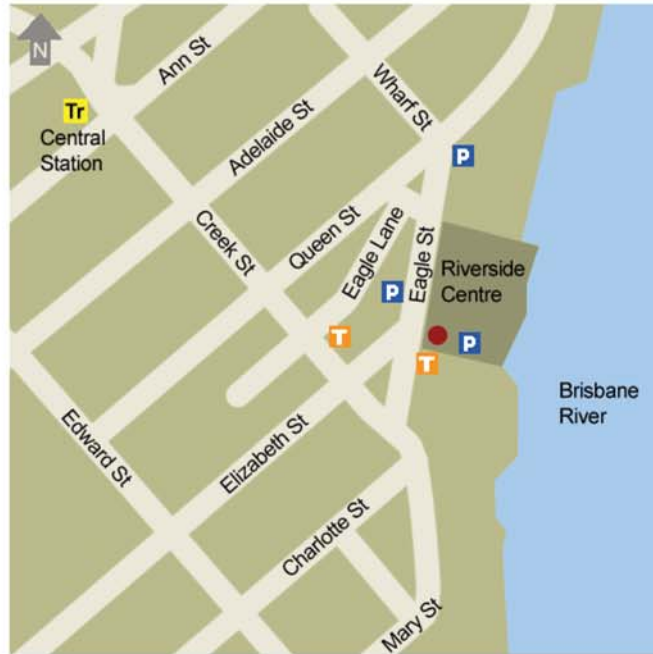 N
Ann St
Wharf St
Tr
Central
Station
Adelaide St
P
Creek St
Queen St
Eagle Lane
Eagle St
Riverside
Centre
P
T
P
T
Brisbane
River
Edward St
Elizabeth St
Charlotte St
Mary St